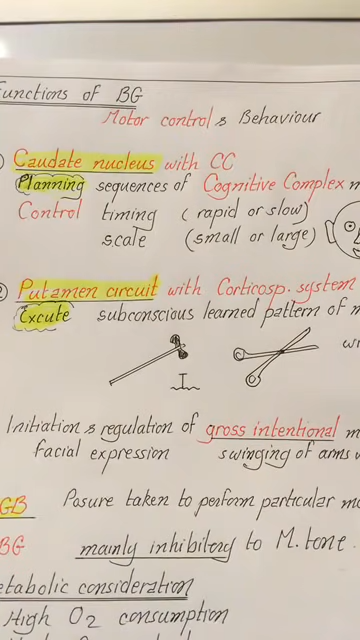 Functions of BG
Motor control & Behaviour
Caudate nucleus with CC
Planning sequences of Cognitive Complex m
Control timing (rapid or slow)
scale (small or large)
② Putamen circuit with Corticosp. system
Excute subconscious learned pattern of m
Initiation & regulation of gross intentional m
facial expression swinging of arms
GB Posure taken to perform particular mo
BG mainly inhibitory to M. tone.
etabolic consideration
High O2 consumption